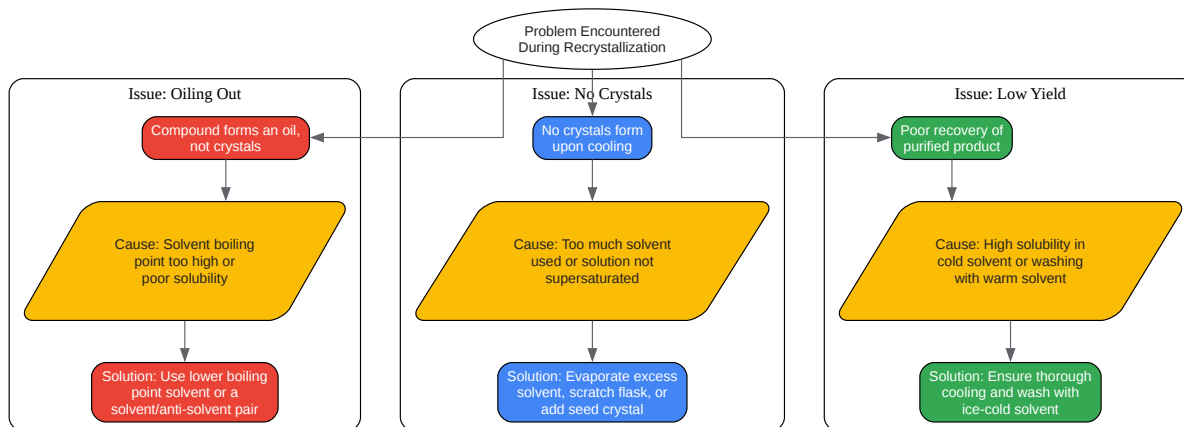 Problem Encountered
During Recrystallization
Issue: Oiling Out
Compound forms an oil,
not crystals
Cause: Solvent boiling
point too high or
poor solubility
Solution: Use lower boiling
point solvent or a
solvent/anti-solvent pair
Issue: No Crystals
No crystals form
upon cooling
Cause: Too much solvent
used or solution not
supersaturated
Solution: Evaporate excess
solvent, scratch flask, or
add seed crystal
Issue: Low Yield
Poor recovery of
purified product
Cause: High solubility in
cold solvent or washing
with warm solvent
Solution: Ensure thorough
cooling and wash with
ice-cold solvent